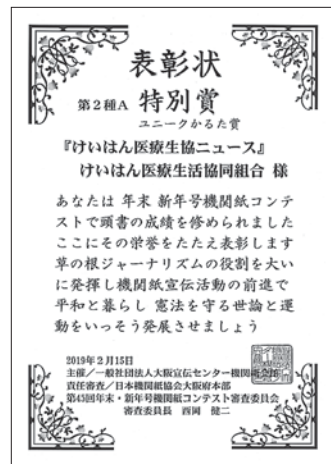 表彰状
第2種A 特別賞
ユニークかるた賞
『けいはん医療生協ニュース』
けいはん医療生活協同組合 様
あなたは 年末 新年号機関紙コンテ
ストで頭書の成績を修められました
ここにその栄誉をたたえ表彰します
草の根ジャーナリズムの役割を大い
に発揮し機関紙宣伝活動の前進で
平和と暮らし 憲法を守る世論と運
動をいっそう発展させましょう
2019年2月15日
主催／一般社団法人大阪宣伝センター機関
責任審査／日本機関紙協会大阪府本部
第45回年末・新年号機関紙コンテスト審査委員会
審査委員長 西岡 健二